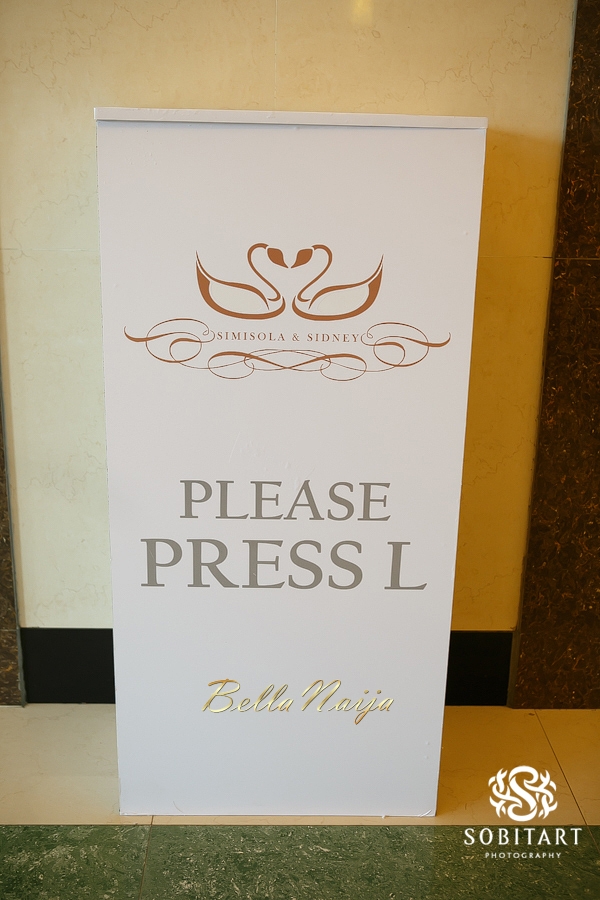 SIMISOLA & SIDNEY
PLEASE
PRESS L
BellaNaija
SOBITART
PHOTOGRAPHY